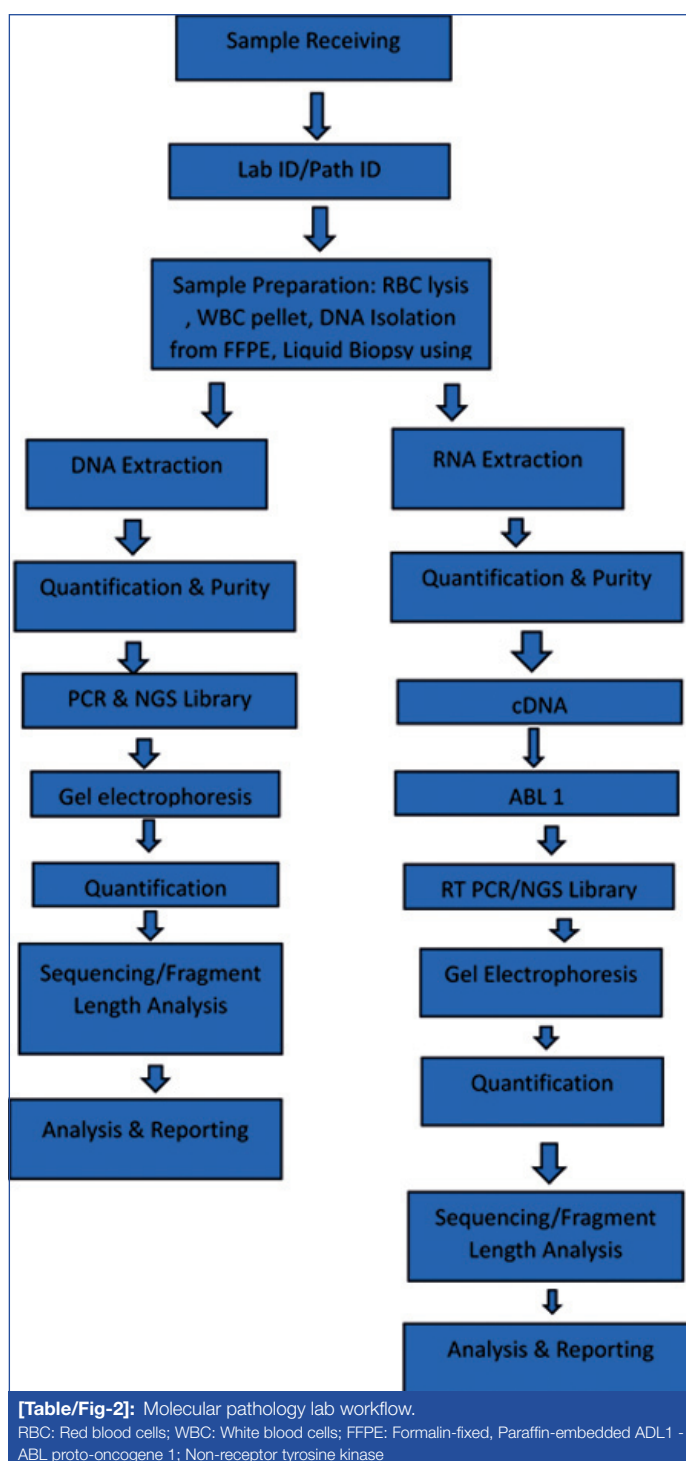 Sample Receiving
Lab ID/Path ID
Sample Preparation: RBC lysis
, WBC pellet, DNA Isolation
from FFPE, Liquid Biopsy using
DNA Extraction
Quantification & Purity
PCR & NGS Library
Gel electrophoresis
Quantification
Sequencing/Fragment
Length Analysis
Analysis & Reporting
RNA Extraction
Quantification & Purity
cDNA
ABL 1
RT PCR/NGS Library
Gel Electrophoresis
Quantification
Sequencing/Fragment
Length Analysis
Analysis & Reporting
[Table/Fig-2]: Molecular pathology lab workflow.
RBC: Red blood cells; WBC: White blood cells; FFPE: Formalin-fixed, Paraffin-embedded ADL1 -
ABL proto-oncogene 1; Non-receptor tyrosine kinase